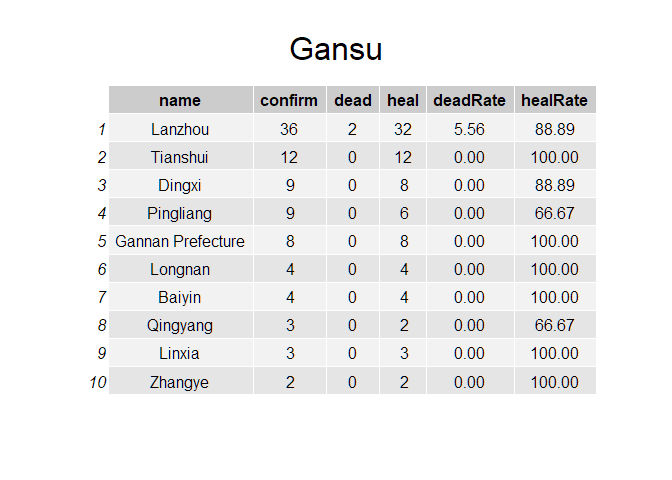 Gansu
name confirm dead heal deadRate healRate
1 Lanzhou 36 2 32 5.56 88.89
2 Tianshui 12 0 12 0.00 100.00
3 Dingxi 9 0 8 0.00 88.89
4 Pingliang 9 0 6 0.00 66.67
5 Gannan Prefecture 8 0 8 0.00 100.00
6 Longnan 4 0 4 0.00 100.00
7 Baiyin 4 0 4 0.00 100.00
8 Qingyang 3 0 2 0.00 66.67
9 Linxia 3 0 3 0.00 100.00
10 Zhangye 2 0 2 0.00 100.00